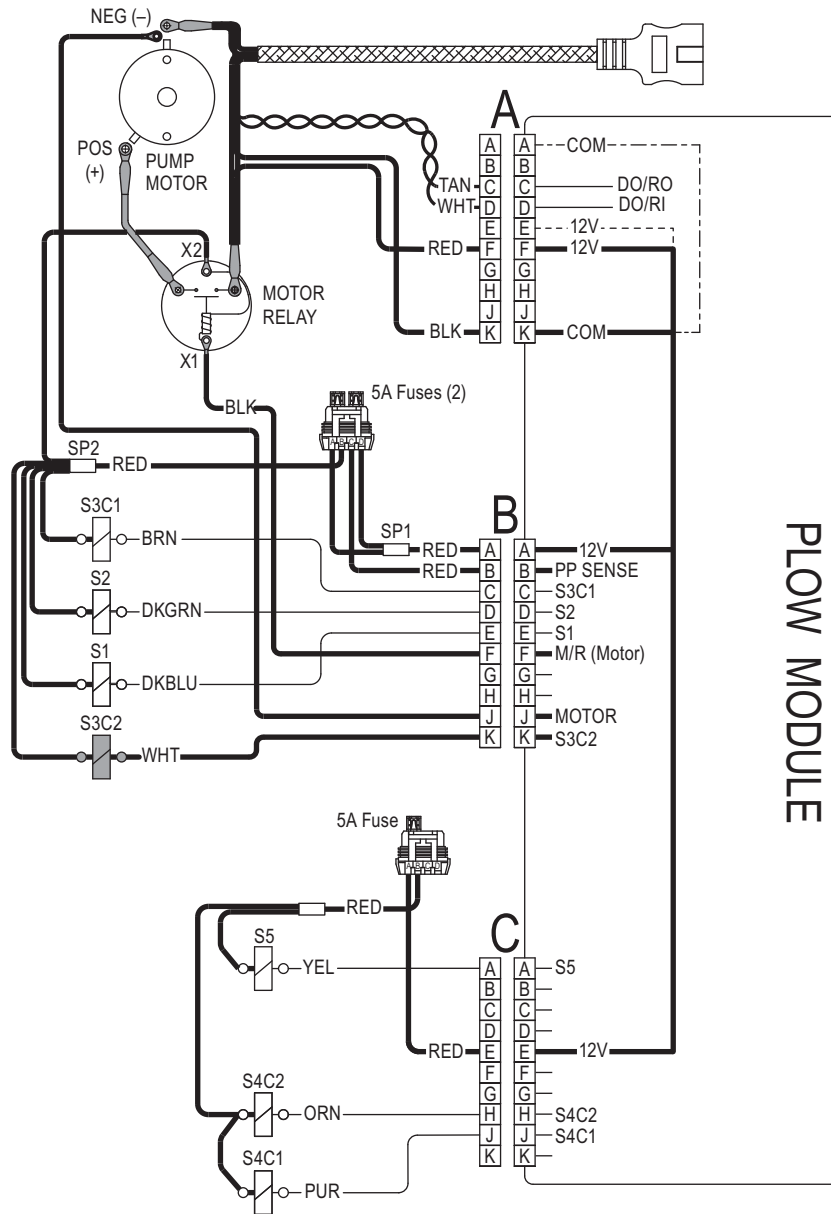 NEG (–)
POS
(+)
PUMP
MOTOR
X2
MOTOR
RELAY
X1
BLK
5A Fuses (2)
A B C D
SP2
RED
SP1
RED
RED
S3C1
BRN
S2
DKGRN
S1
DKBLU
S3C2
WHT
5A Fuse
A B C D
RED
S5
YEL
RED
S4C2
ORN
S4C1
PUR
A
TAN
WHT
RED
BLK
A A COM
B B
C C DO/RO
D D DO/RI
E E 12V
F F 12V
G G
H H
J J
K K COM
B
A A 12V
B B PP SENSE
C C S3C1
D D S2
E E S1
F F M/R (Motor)
G G
H H
J J MOTOR
K K S3C2
C
A A S5
B B
C C
D D
E E 12V
F F
G G
H H S4C2
J J S4C1
K K
PLOW MODULE